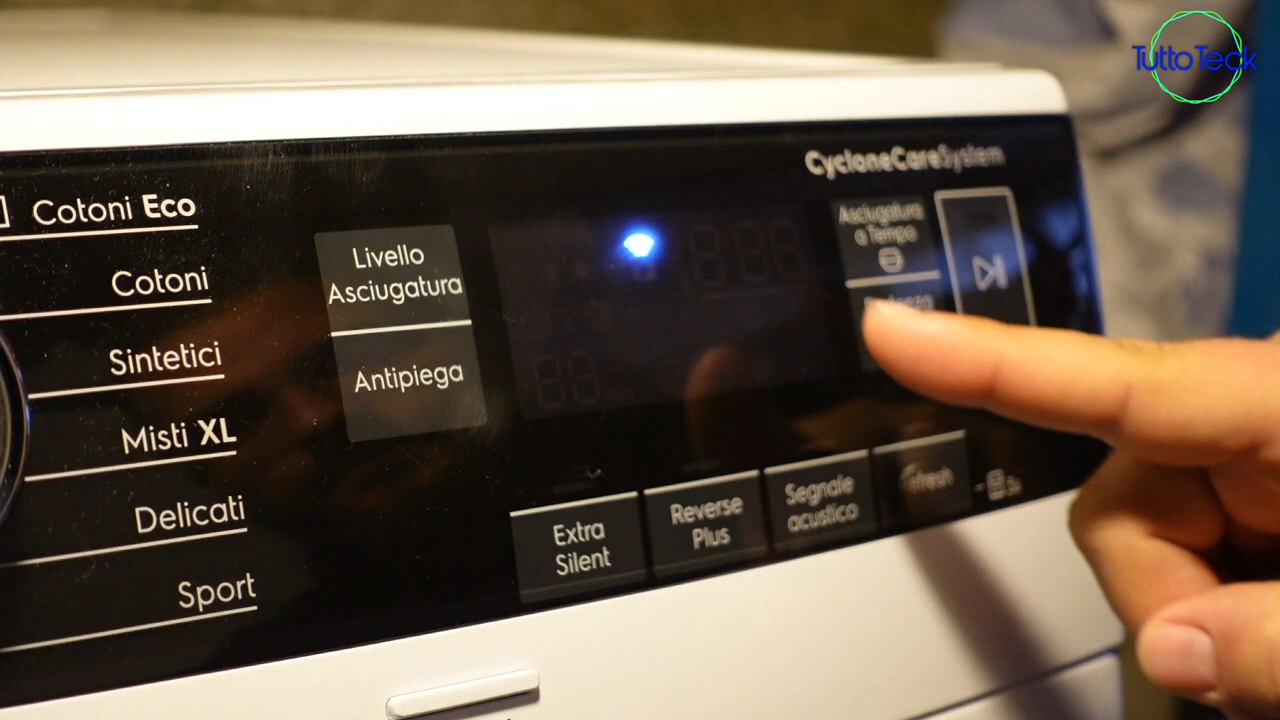 TuttoTeck
CycloneCareSystem
Cotoni Eco
Cotoni
Sintetici
Misti XL
Delicati
Sport
Livello
Asciugatura
Antipiega
Asciugatura
a Tempo
Extra
Silent
Reverse
Plus
Segnale
acustico
3s